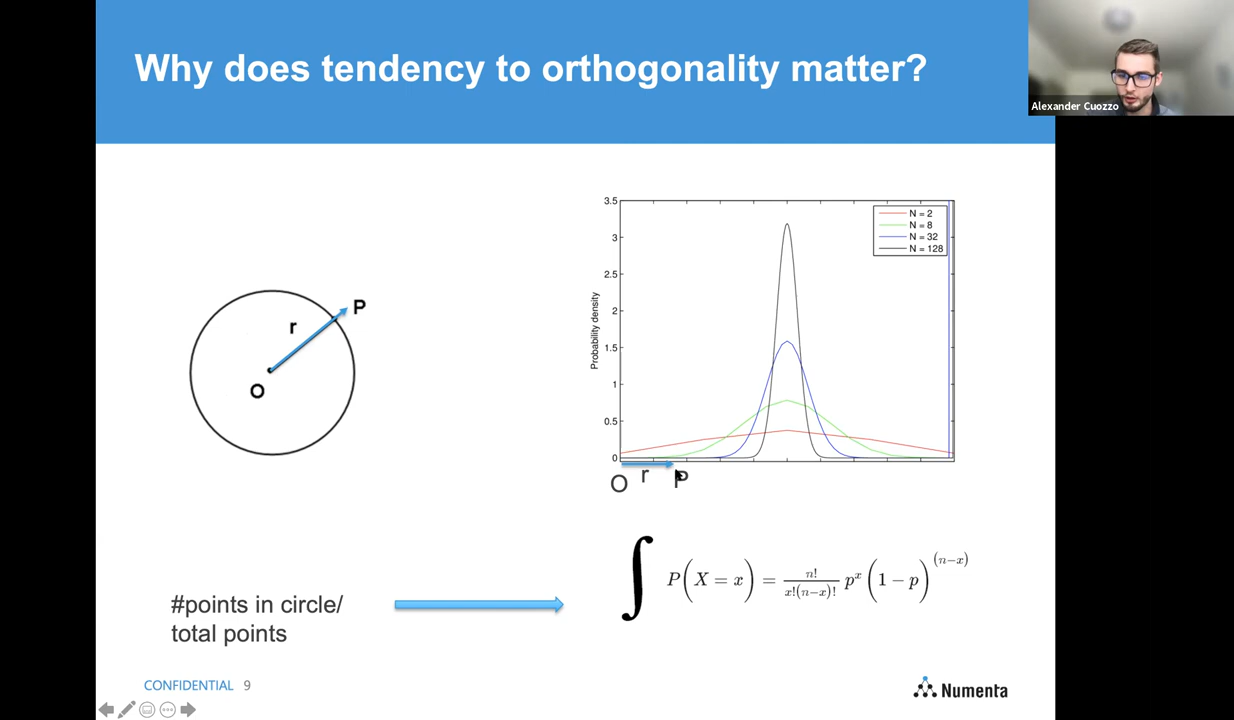 Why does tendency to orthogonality matter?
Alexander Cuozzo
P
r
O
3.5
3
2.5
2
1.5
1
0.5
0
Probability density
N = 2
N = 8
N = 32
N = 128
O r P
∫ P(X = x) = n!/x!(n−x)! pˣ(1 − p)⁽ⁿ⁻ˣ⁾
#points in circle/
total points
CONFIDENTIAL 9
Numenta